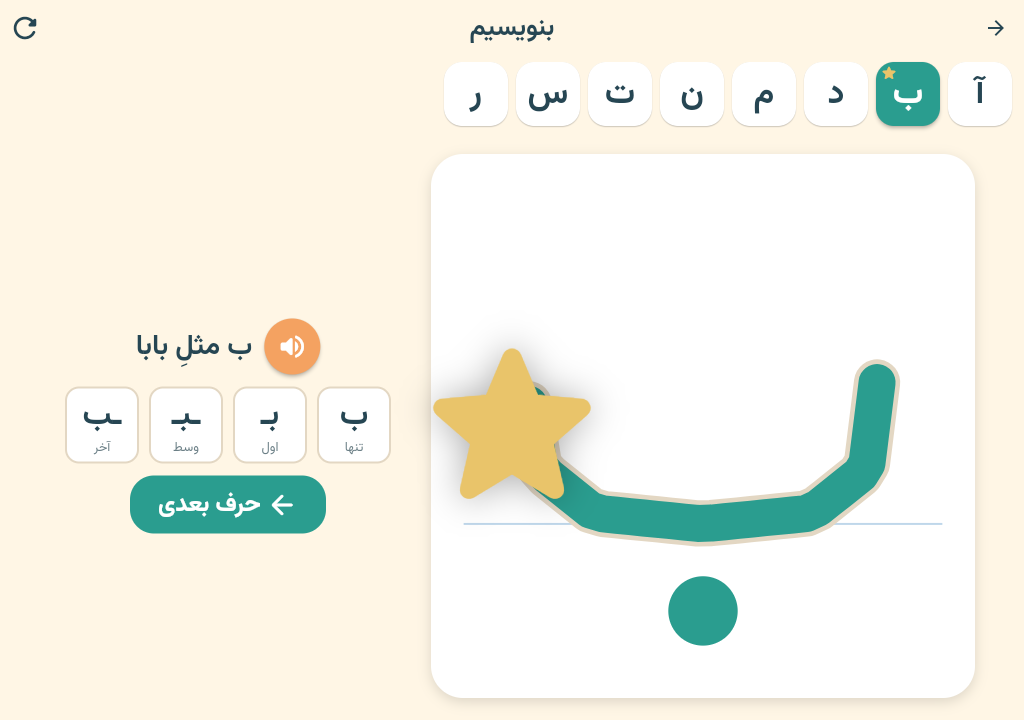 بنویسیم
آ ب د م ن ت س ر
ب مثلِ بابا
ب بـ ـبـ ـب
تنها اول وسط آخر
حرف بعدی
ب